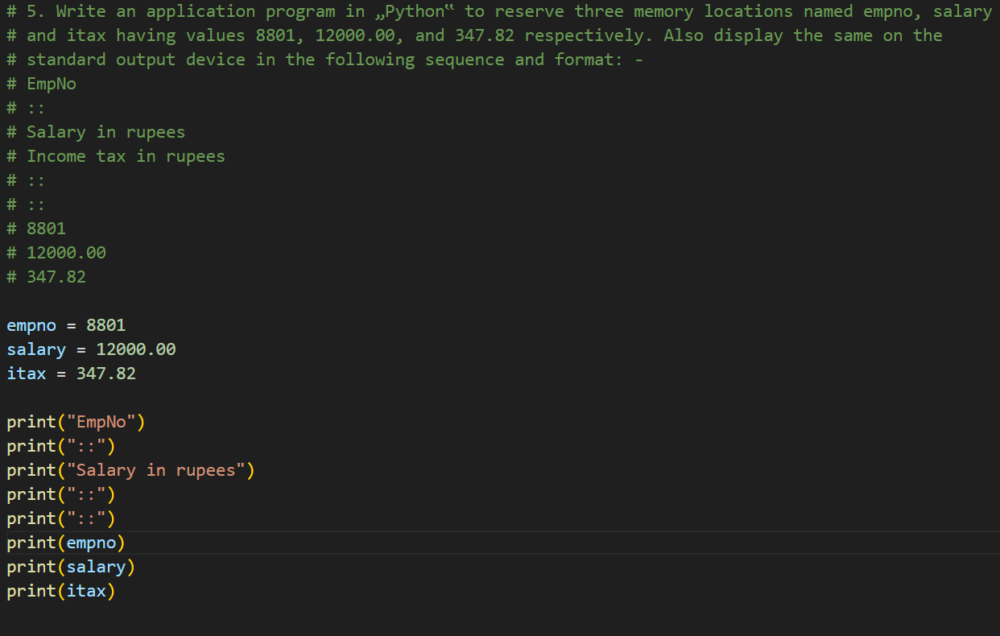 # 5. Write an application program in „Python‟ to reserve three memory locations named empno, salary
# and itax having values 8801, 12000.00, and 347.82 respectively. Also display the same on the
# standard output device in the following sequence and format: -
# EmpNo
# ::
# Salary in rupees
# Income tax in rupees
# ::
# ::
# 8801
# 12000.00
# 347.82
empno = 8801
salary = 12000.00
itax = 347.82
print("EmpNo")
print("::")
print("Salary in rupees")
print("::")
print("::")
print(empno)
print(salary)
print(itax)